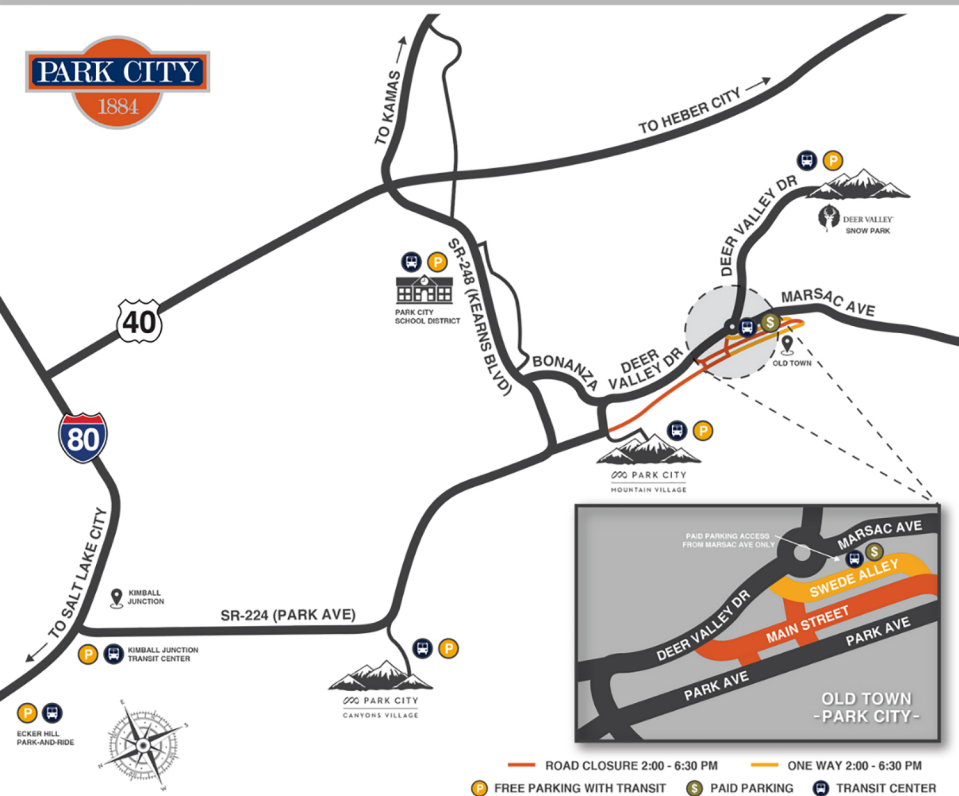 PARK CITY
1884
TO KAMAS
TO HEBER CITY
DEER VALLEY DR
DEER VALLEY
SNOW PARK
SR-248 (KEARNS BLVD)
PARK CITY
SCHOOL DISTRICT
40
MARSAC AVE
OLD TOWN
BONANZA
DEER
VALLEY DR
80
PARK CITY
MOUNTAIN VILLAGE
TO SALT LAKE CITY
KIMBALL
JUNCTION
SR-224 (PARK AVE)
KIMBALL JUNCTION
TRANSIT CENTER
PARK CITY
CANYONS VILLAGE
P
P
P
P
P
P
$
ECKER HILL
PARK-AND-RIDE
E
S
N
W
PAID PARKING ACCESS
FROM MARSAC AVE ONLY
MARSAC AVE
$
SWEDE ALLEY
DEER VALLEY DR
MAIN STREET
PARK AVE
PARK AVE
OLD TOWN
-PARK CITY-
ROAD CLOSURE 2:00 - 6:30 PM
ONE WAY 2:00 - 6:30 PM
P FREE PARKING WITH TRANSIT
$ PAID PARKING
TRANSIT CENTER